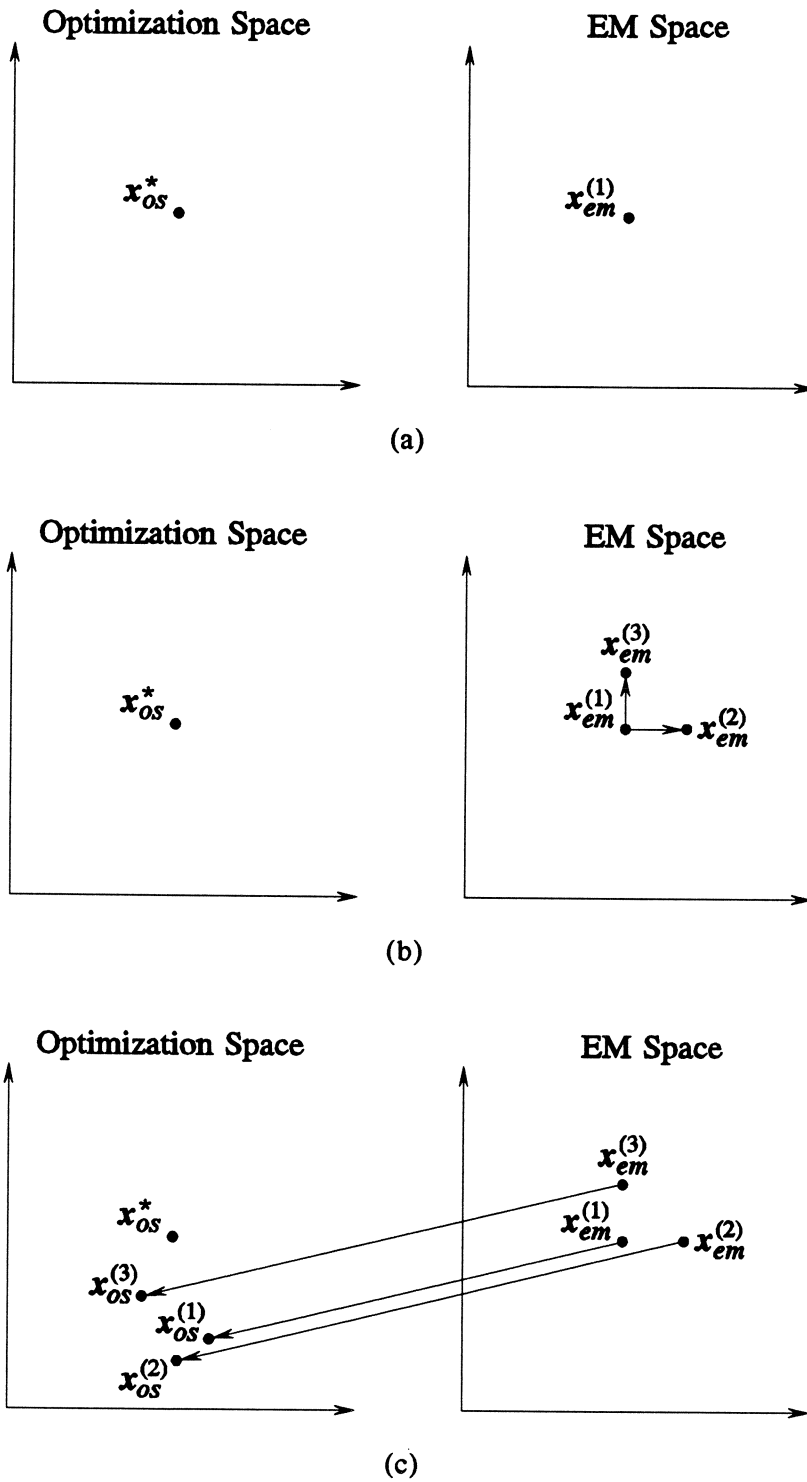 Optimization Space
EM Space
x*os
x(1)em
(a)
Optimization Space
EM Space
x*os
x(3)em
x(1)em
x(2)em
(b)
Optimization Space
EM Space
x*os
x(3)os
x(1)os
x(2)os
x(3)em
x(1)em
x(2)em
(c)